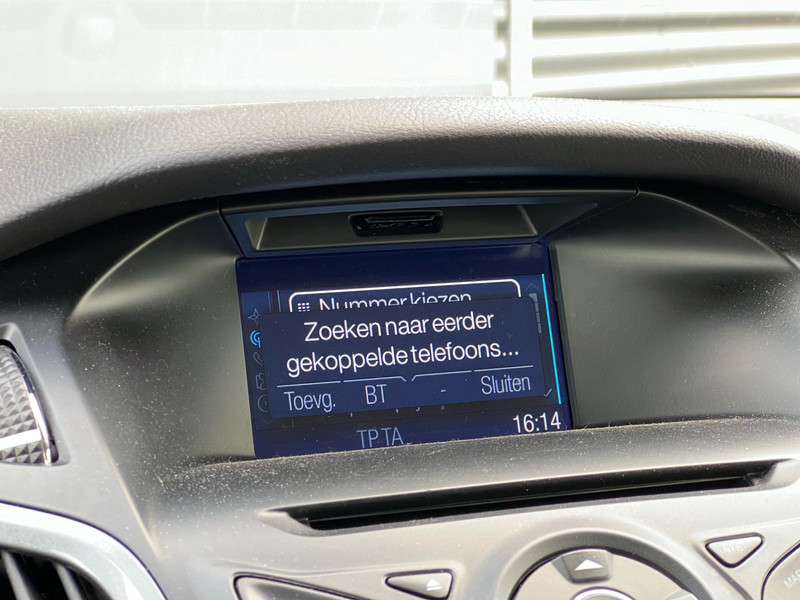 Nummer kiezen
Zoeken naar eerder
gekoppelde telefoons...
Toevg. BT - Sluiten
TP TA 16:14